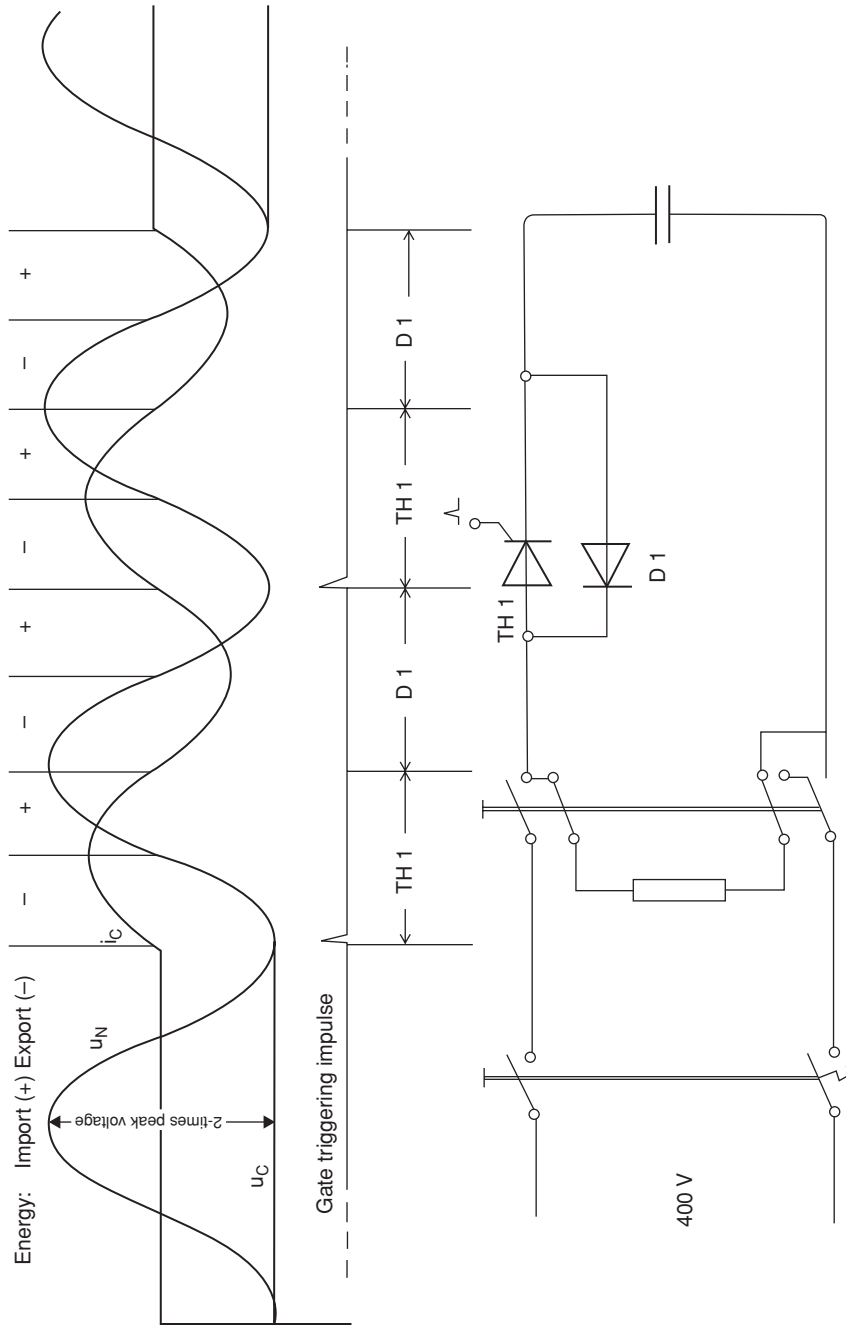 Energy: Import (+) Export (–)
– + – + – + – +
u_N
i_C
2-times peak voltage
u_C
Gate triggering impulse
TH 1 D 1 TH 1 D 1
TH 1
D 1
400 V